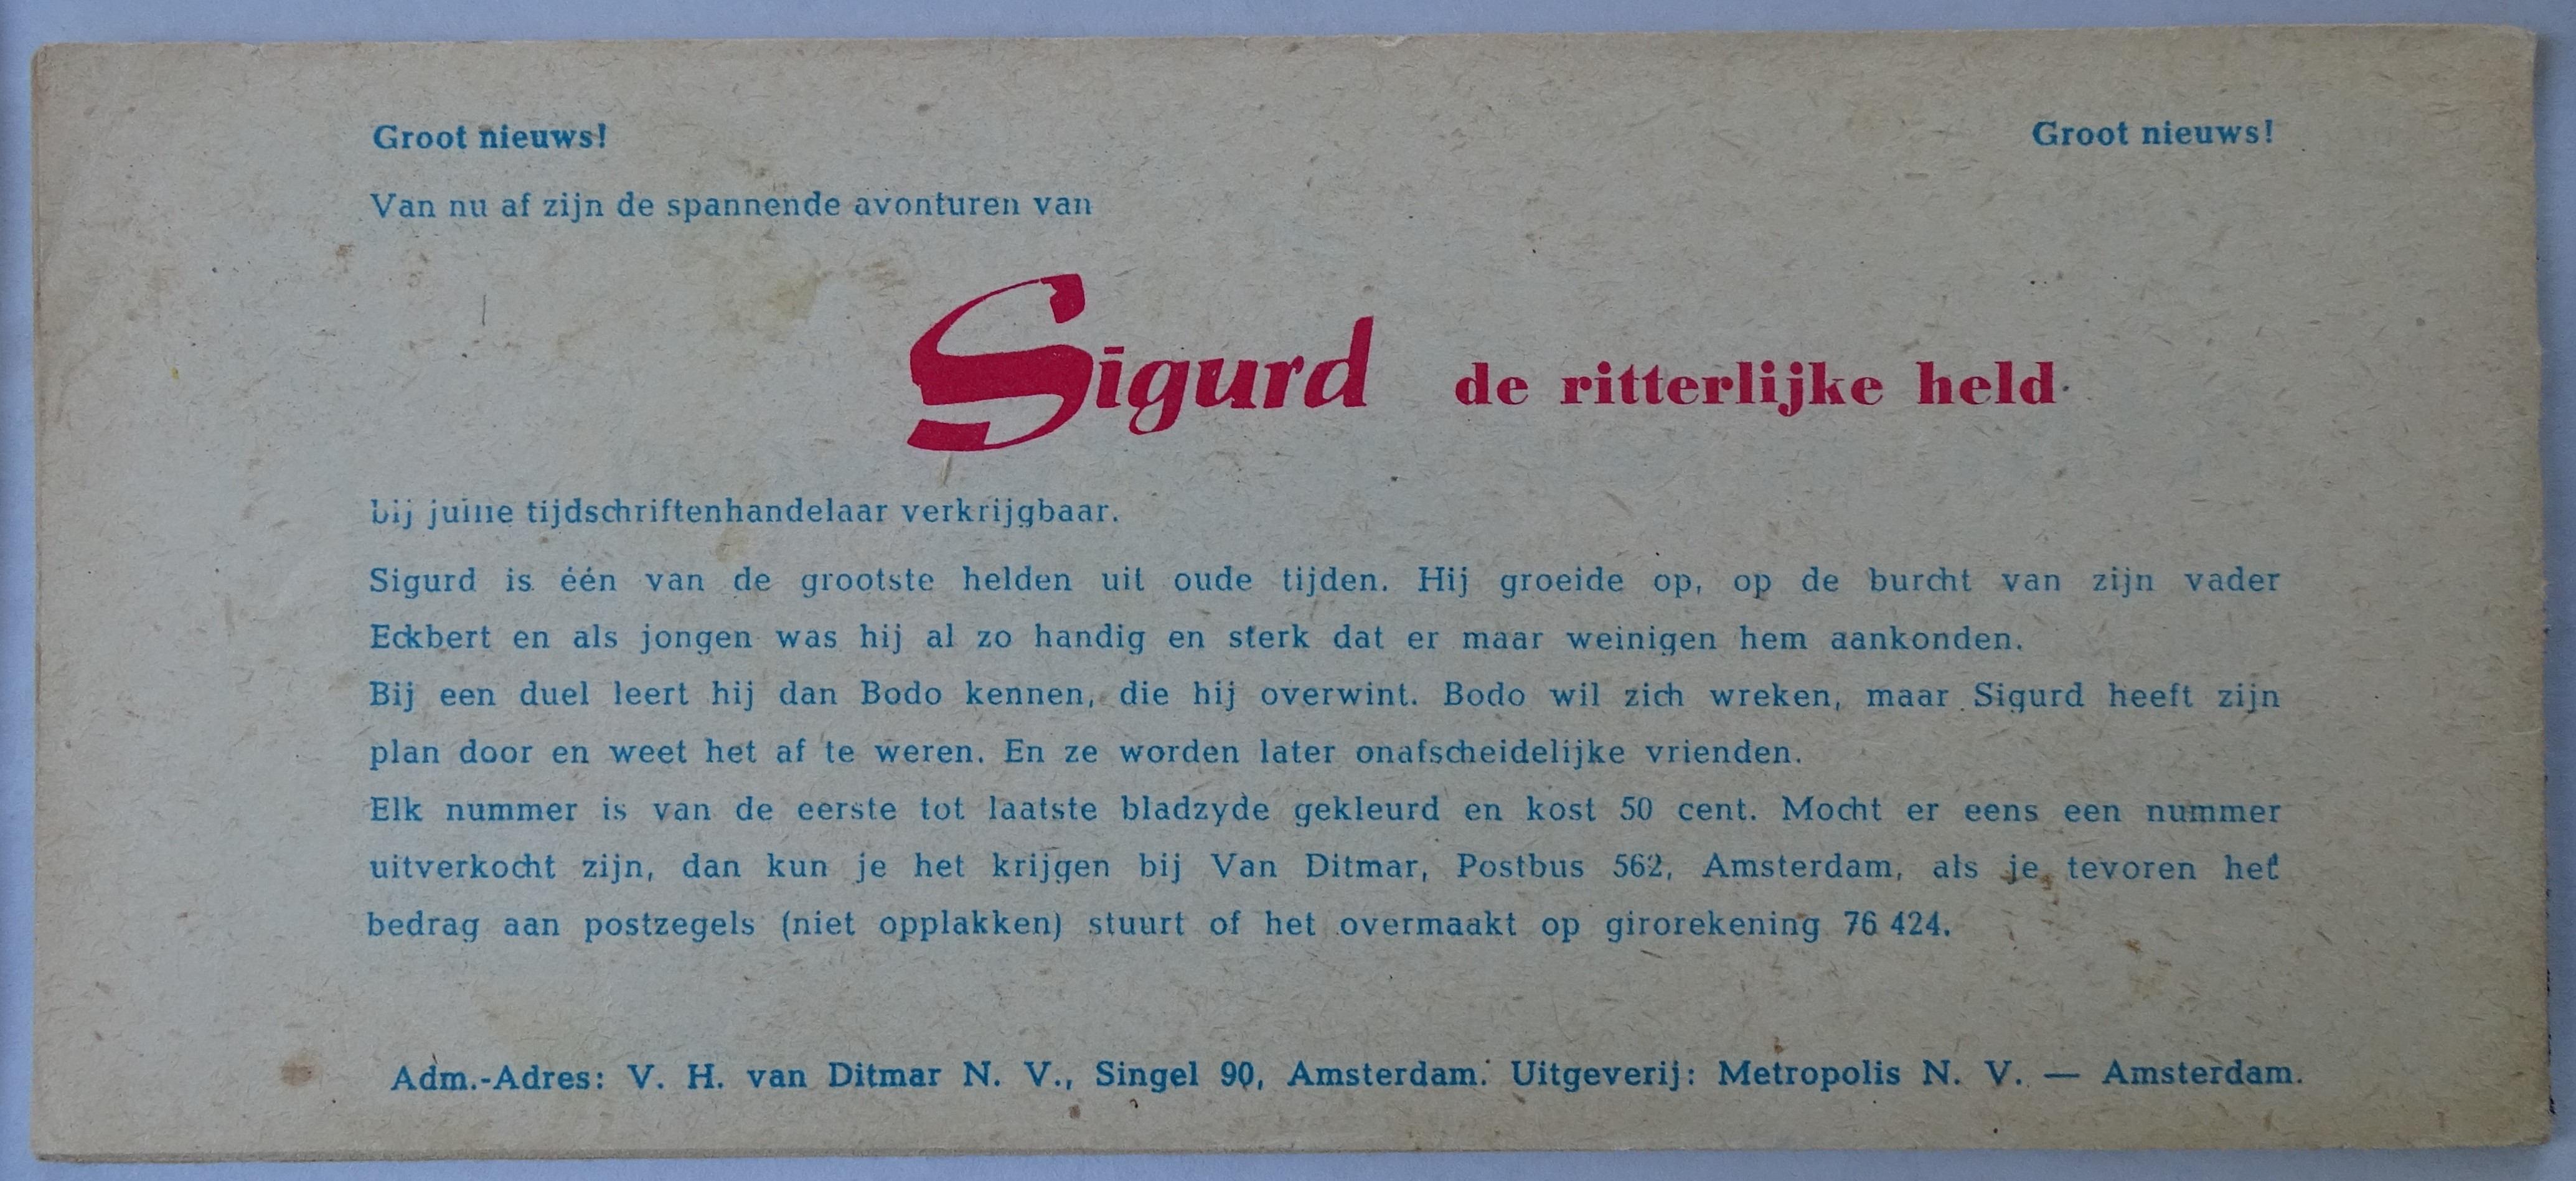 Groot nieuws! Groot nieuws!
Van nu af zijn de spannende avonturen van
Sigurd de ritterlijke held
bij jullie tijdschriftenhandelaar verkrijgbaar.
Sigurd is één van de grootste helden uit oude tijden. Hij groeide op, op de burcht van zijn vader
Eckbert en als jongen was hij al zo handig en sterk dat er maar weinigen hem aankonden.
Bij een duel leert hij dan Bodo kennen, die hij overwint. Bodo wil zich wreken, maar Sigurd heeft zijn
plan door en weet het af te weren. En ze worden later onafscheidelijke vrienden.
Elk nummer is van de eerste tot laatste bladzyde gekleurd en kost 50 cent. Mocht er eens een nummer
uitverkocht zijn, dan kun je het krijgen bij Van Ditmar, Postbus 562, Amsterdam, als je tevoren het
bedrag aan postzegels (niet opplakken) stuurt of het overmaakt op girorekening 76 424.
Adm.-Adres: V. H. van Ditmar N. V., Singel 90, Amsterdam. Uitgeverij: Metropolis N. V. — Amsterdam.